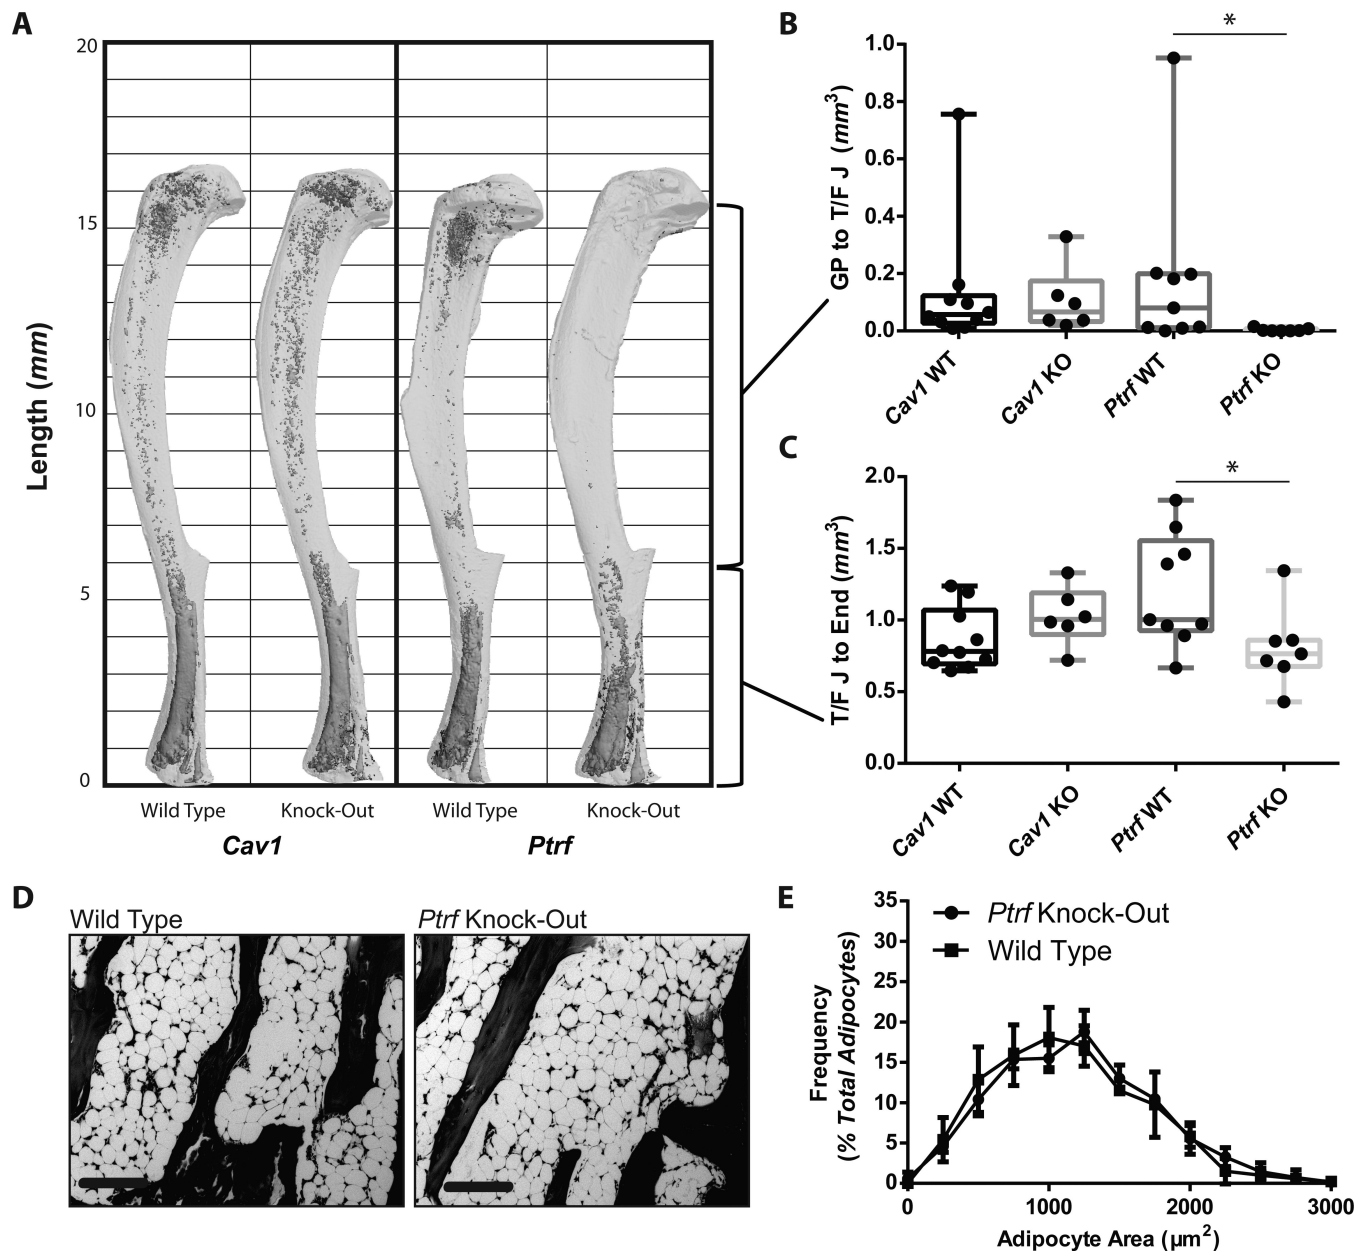 A
20
15
10
5
0
Length (mm)
Wild Type
Knock-Out
Wild Type
Knock-Out
Cav1
Ptrf
B
*
1.0
0.8
0.6
0.4
0.2
0.0
GP to T/F J (mm³)
Cav1 WT
Cav1 KO
Ptrf WT
Ptrf KO
C
*
2.0
1.5
1.0
0.5
0.0
T/F J to End (mm³)
Cav1 WT
Cav1 KO
Ptrf WT
Ptrf KO
D
Wild Type
Ptrf Knock-Out
E
35
30
25
20
15
10
5
0
Frequency
(% Total Adipocytes)
Ptrf Knock-Out
Wild Type
0
1000
2000
3000
Adipocyte Area (µm²)